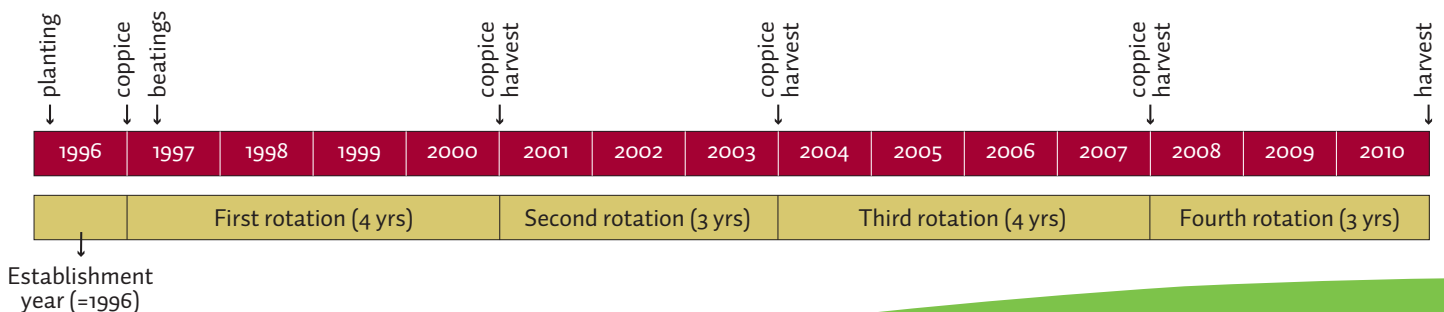 planting
coppice
beatings
coppice
harvest
coppice
harvest
coppice
harvest
harvest
1996 1997 1998 1999 2000 2001 2002 2003 2004 2005 2006 2007 2008 2009 2010
First rotation (4 yrs) Second rotation (3 yrs) Third rotation (4 yrs) Fourth rotation (3 yrs)
Establishment
year (=1996)